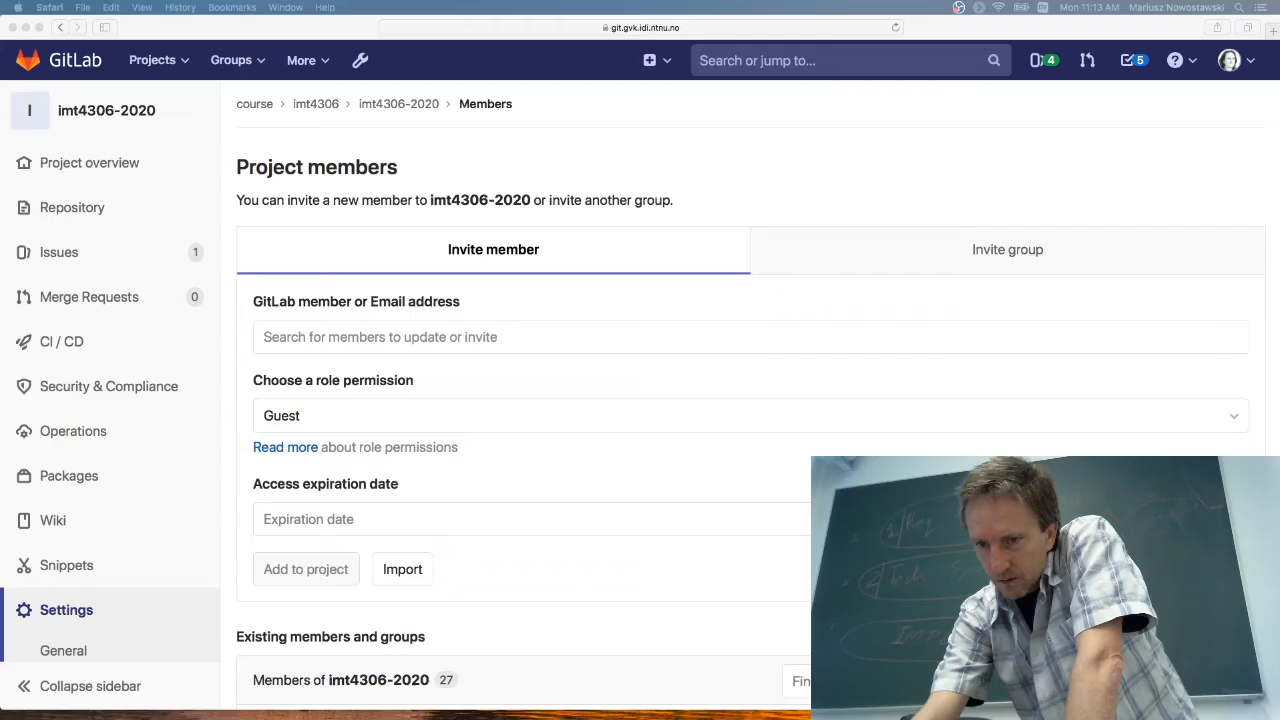 Safari File Edit View History Bookmarks Window Help Mon 11:13 AM Mariusz Nowostawski
git.gvk.idi.ntnu.no
GitLab Projects Groups More Search or jump to... 4 5
I imt4306-2020
course > imt4306 > imt4306-2020 > Members
Project overview
Repository
Issues 1
Merge Requests 0
CI / CD
Security & Compliance
Operations
Packages
Wiki
Snippets
Settings
General
Collapse sidebar
Project members
You can invite a new member to imt4306-2020 or invite another group.
Invite member Invite group
GitLab member or Email address
Search for members to update or invite
Choose a role permission
Guest
Read more about role permissions
Access expiration date
Expiration date
Add to project Import
Existing members and groups
Members of imt4306-2020 27 Fin
1 Req
2 Tech
IMP